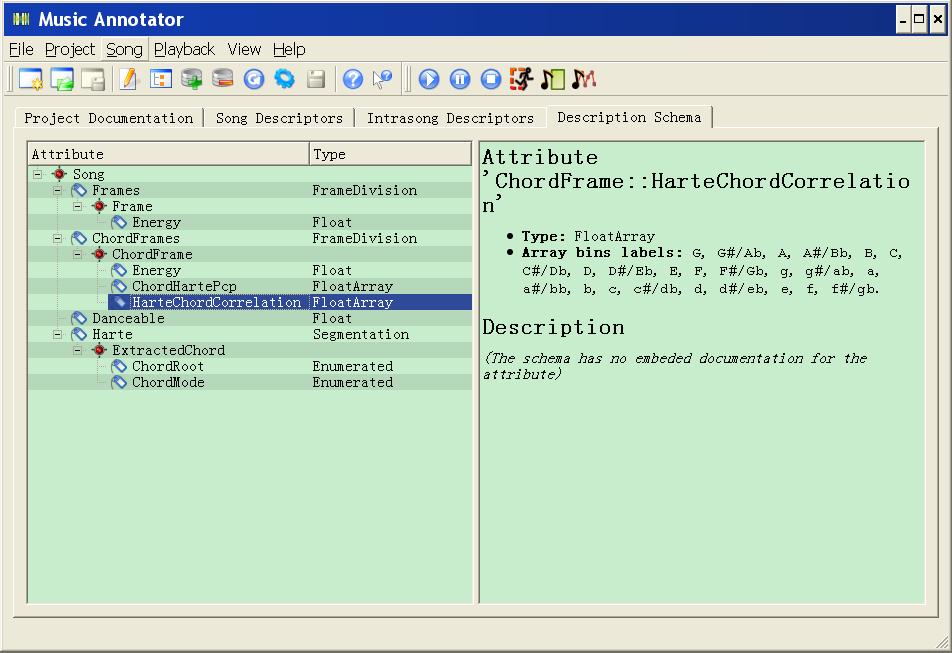 Music Annotator
File Project Song Playback View Help
Project Documentation Song Descriptors Intrasong Descriptors Description Schema
Attribute Type
Song
Frames FrameDivision
Frame
Energy Float
ChordFrames FrameDivision
ChordFrame
Energy Float
ChordHartePcp FloatArray
HarteChordCorrelation FloatArray
Danceable Float
Harte Segmentation
ExtractedChord
ChordRoot Enumerated
ChordMode Enumerated
Attribute
'ChordFrame::HarteChordCorrelatio
n'
• Type: FloatArray
• Array bins labels: G, G#/Ab, A, A#/Bb, B, C,
C#/Db, D, D#/Eb, E, F, F#/Gb, g, g#/ab, a,
a#/bb, b, c, c#/db, d, d#/eb, e, f, f#/gb.
Description
(The schema has no embeded documentation for the
attribute)